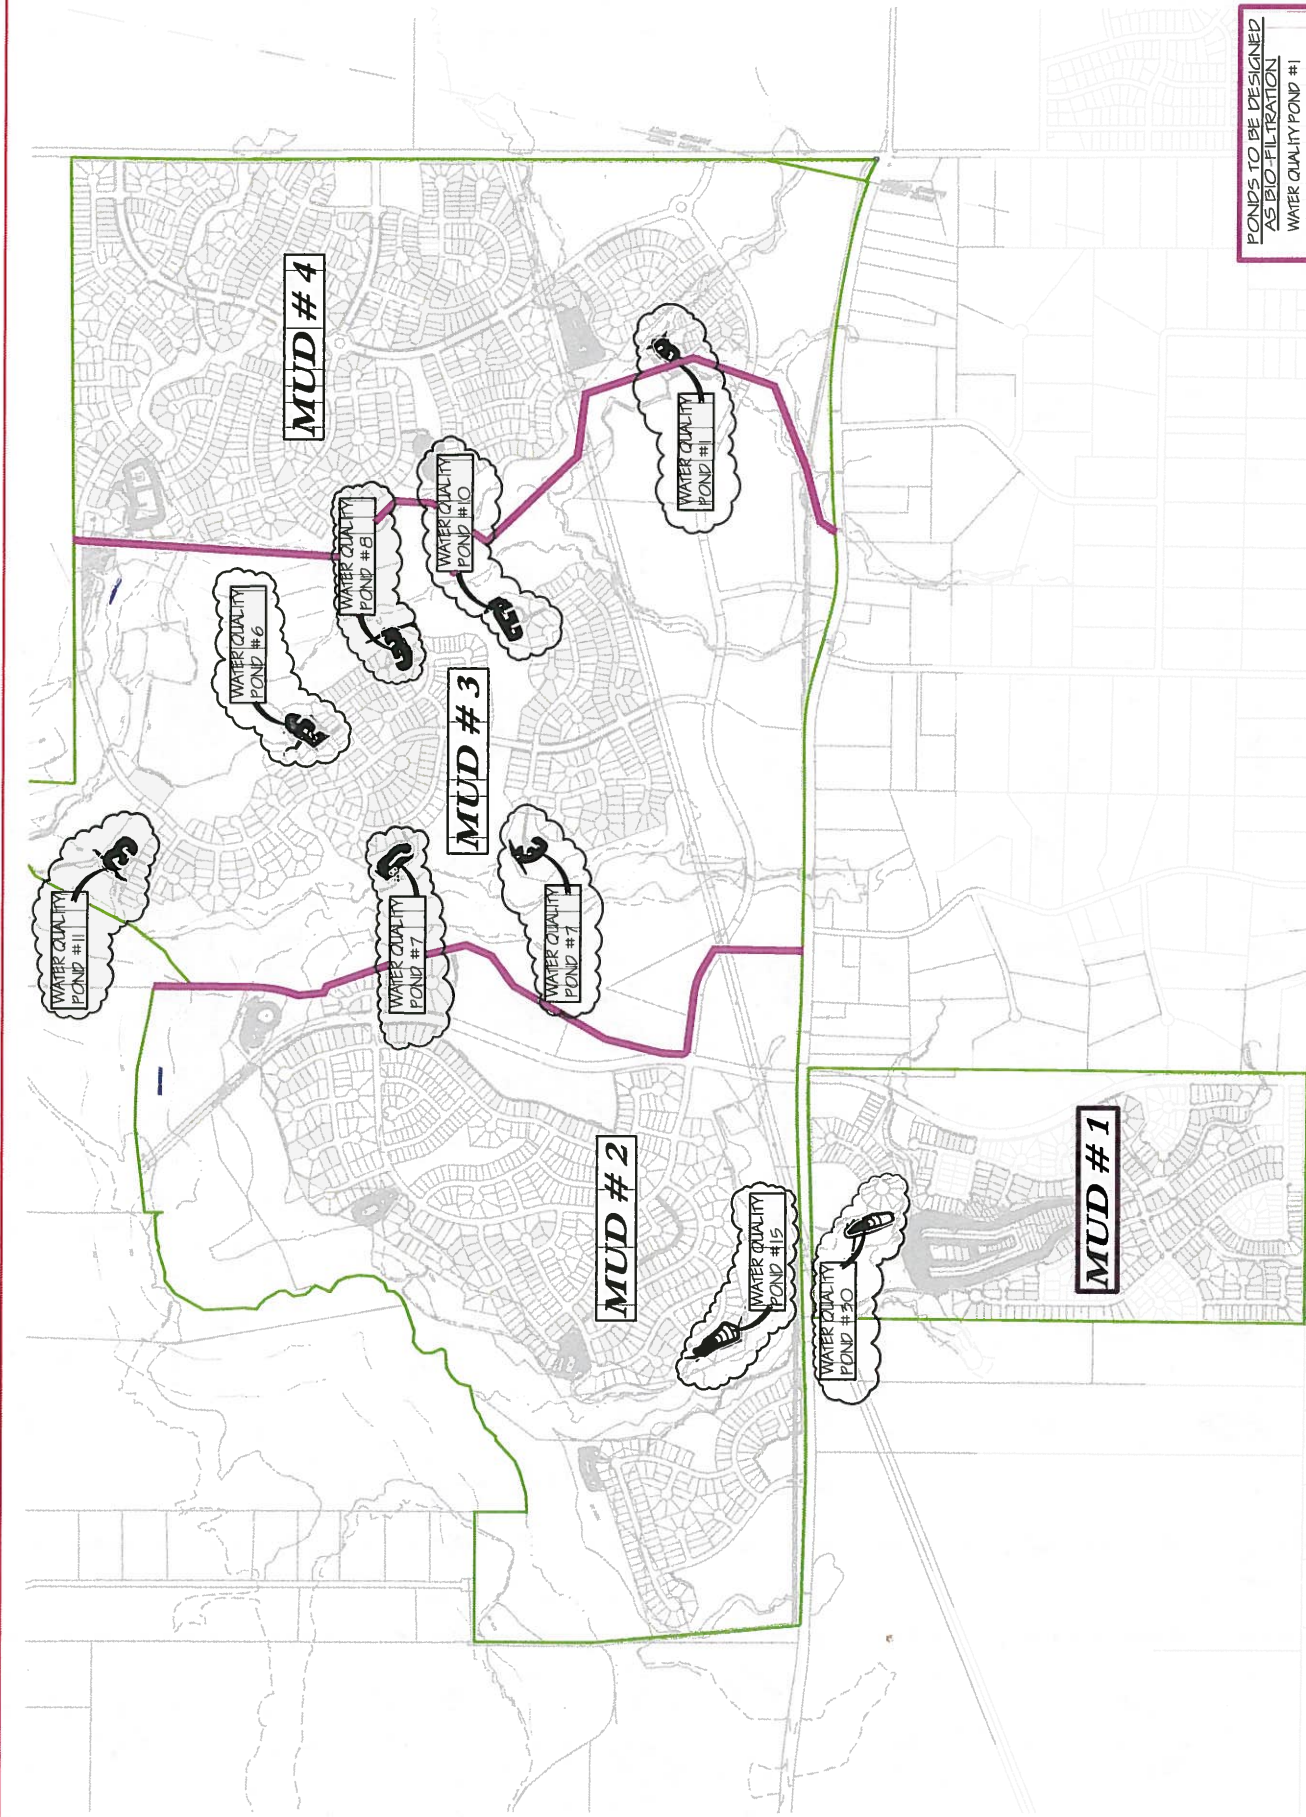 PONDS TO BE DESIGNED
AS BIO-FILTRATION
WATER QUALITY POND #1
MUD # 4
WATER QUALITY
POND #1
WATER QUALITY
POND #10
WATER QUALITY
POND #8
WATER QUALITY
POND #6
MUD # 3
WATER QUALITY
POND #11
WATER QUALITY
POND #7
WATER QUALITY
POND #7
MUD # 2
WATER QUALITY
POND #15
WATER QUALITY
POND #30
MUD # 1